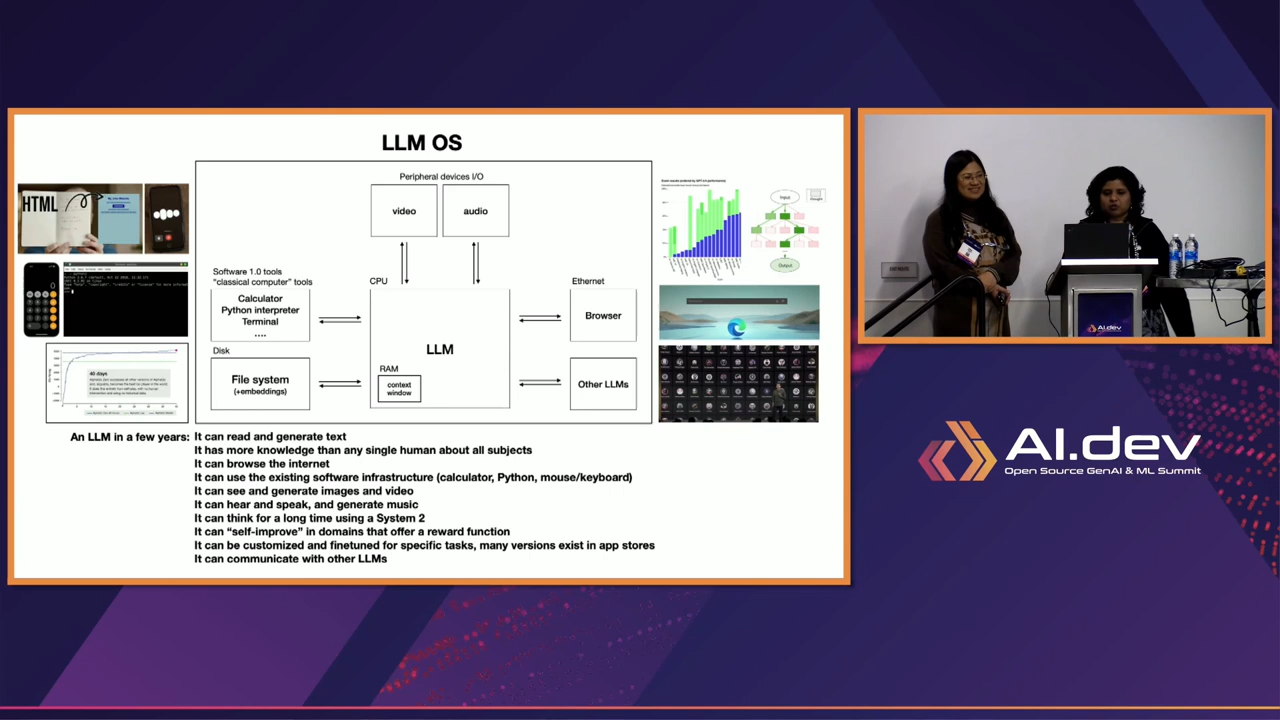 LLM OS
Peripheral devices I/O
video
audio
Software 1.0 tools
"classical computer" tools
CPU
Ethernet
Calculator
Python interpreter
Terminal
....
Browser
LLM
Disk
RAM
File system
(+embeddings)
context
window
Other LLMs
HTML
40 days
Input
Output
An LLM in a few years:
It can read and generate text
It has more knowledge than any single human about all subjects
It can browse the internet
It can use the existing software infrastructure (calculator, Python, mouse/keyboard)
It can see and generate images and video
It can hear and speak, and generate music
It can think for a long time using a System 2
It can "self-improve" in domains that offer a reward function
It can be customized and finetuned for specific tasks, many versions exist in app stores
It can communicate with other LLMs
AI.dev
AI.dev
Open Source GenAI & ML Summit